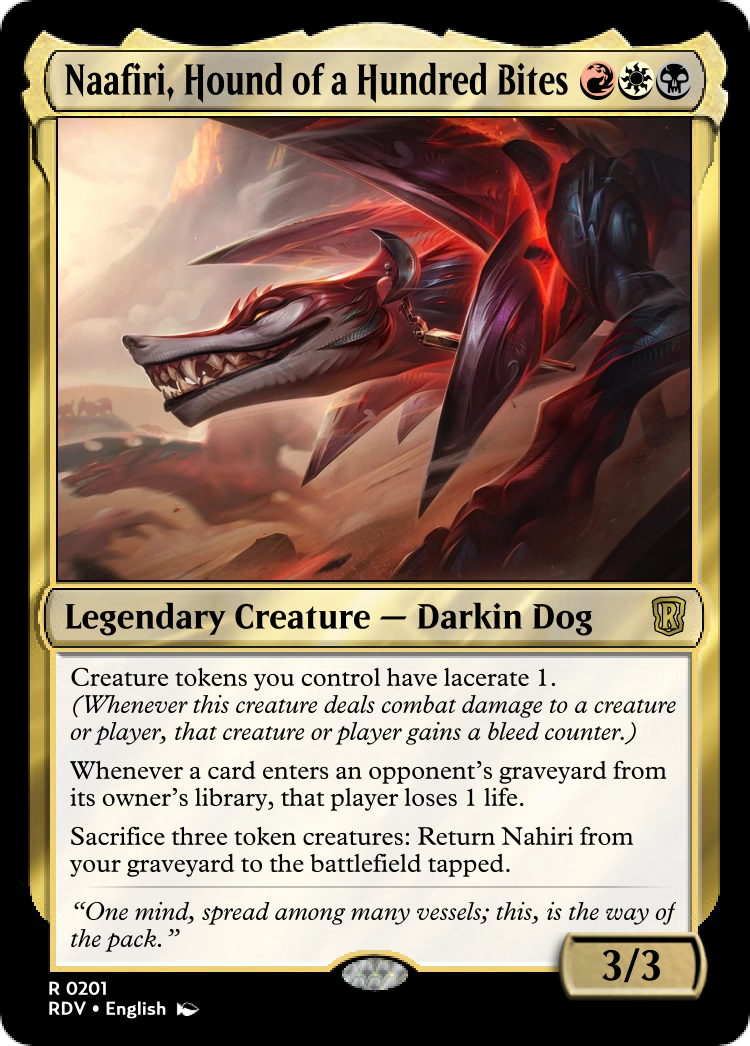 Naafiri, Hound of a Hundred Bites
Legendary Creature — Darkin Dog
R
Creature tokens you control have lacerate 1.
(Whenever this creature deals combat damage to a creature
or player, that creature or player gains a bleed counter.)
Whenever a card enters an opponent's graveyard from
its owner's library, that player loses 1 life.
Sacrifice three token creatures: Return Nahiri from
your graveyard to the battlefield tapped.
“One mind, spread among many vessels; this, is the way of
the pack.”
3/3
R 0201
RDV • English